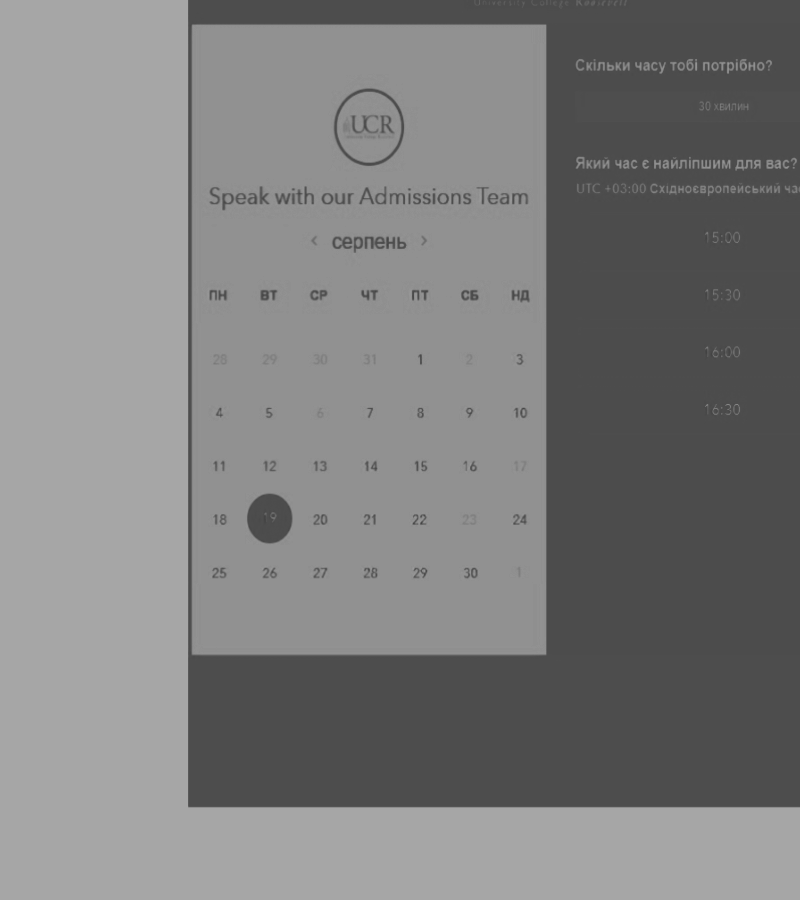 University College Roosevelt
UCR
Speak with our Admissions Team
‹ серпень ›
ПН ВТ СР ЧТ ПТ СБ НД
28 29 30 31 1 2 3
4 5 6 7 8 9 10
11 12 13 14 15 16 17
18 19 20 21 22 23 24
25 26 27 28 29 30 1
Скільки часу тобі потрібно?
30 хвилин
Який час є найліпшим для вас?
UTC +03:00 Східноєвропейський
15:00
15:30
16:00
16:30